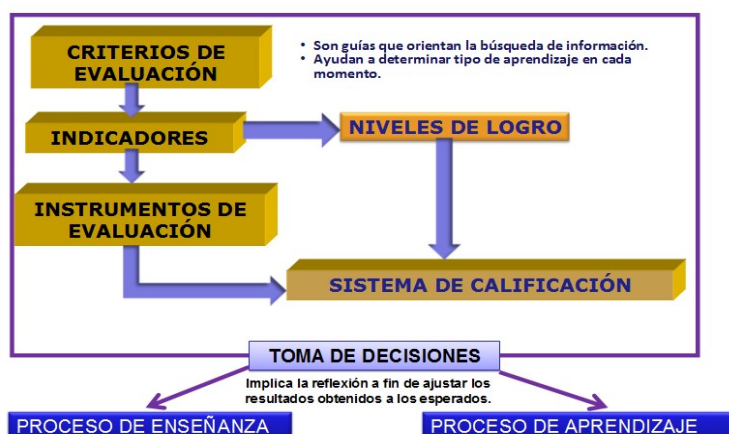 CRITERIOS DE
EVALUACIÓN
• Son guías que orientan la búsqueda de información.
• Ayudan a determinar tipo de aprendizaje en cada
momento.
INDICADORES
NIVELES DE LOGRO
INSTRUMENTOS DE
EVALUACIÓN
SISTEMA DE CALIFICACIÓN
TOMA DE DECISIONES
Implica la reflexión a fin de ajustar los
resultados obtenidos a los esperados.
PROCESO DE ENSEÑANZA
PROCESO DE APRENDIZAJE